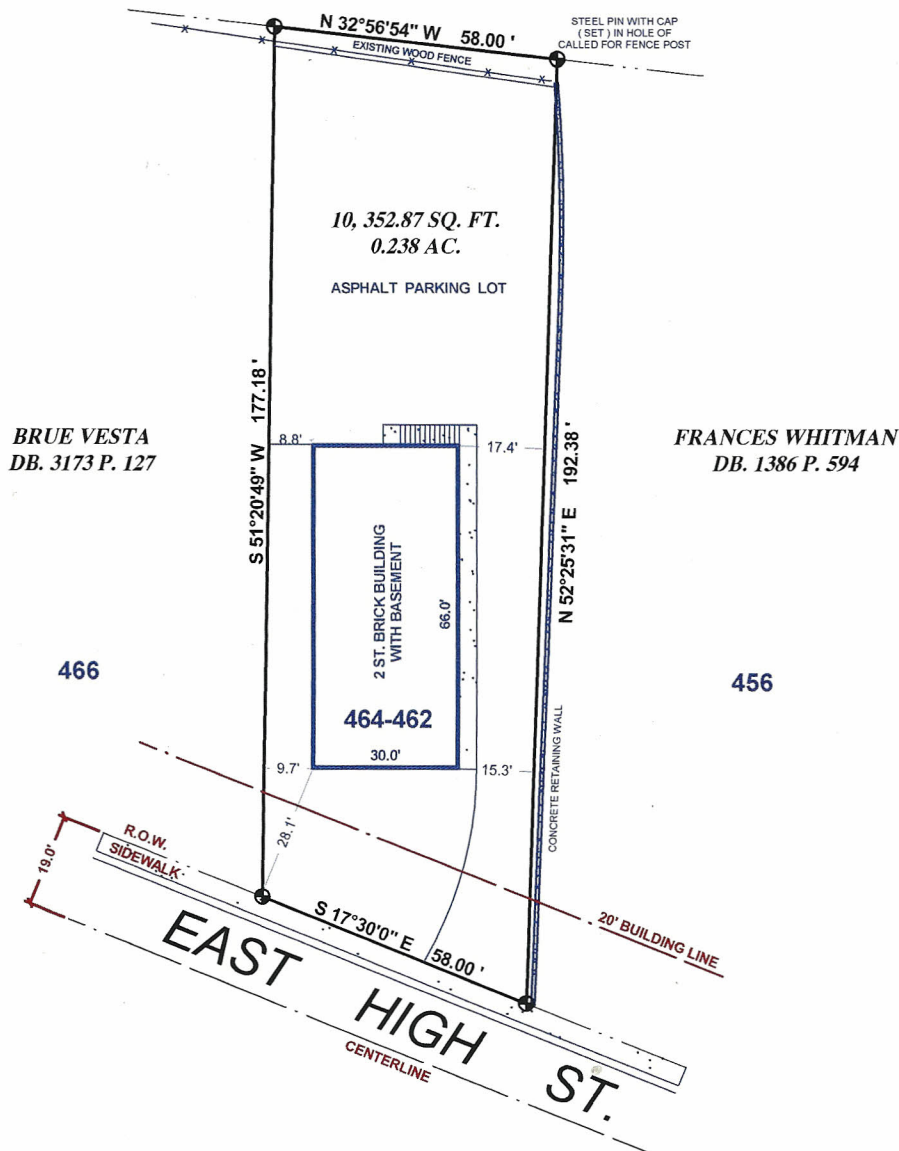 N 32°56'54" W 58.00 '
STEEL PIN WITH CAP
( SET ) IN HOLE OF
CALLED FOR FENCE POST
EXISTING WOOD FENCE
10, 352.87 SQ. FT.
0.238 AC.
ASPHALT PARKING LOT
S 51°20'49" W 177.18 '
BRUE VESTA
DB. 3173 P. 127
8.8'
17.4'
FRANCES WHITMAN
DB. 1386 P. 594
N 52°25'31" E 192.38 '
2 ST. BRICK BUILDING
WITH BASEMENT
66.0'
466
456
464-462
30.0'
9.7'
15.3'
CONCRETE RETAINING WALL
28.1'
R.O.W.
SIDEWALK
19.0'
S 17°30'0" E 58.00 '
20' BUILDING LINE
EAST HIGH ST.
CENTERLINE